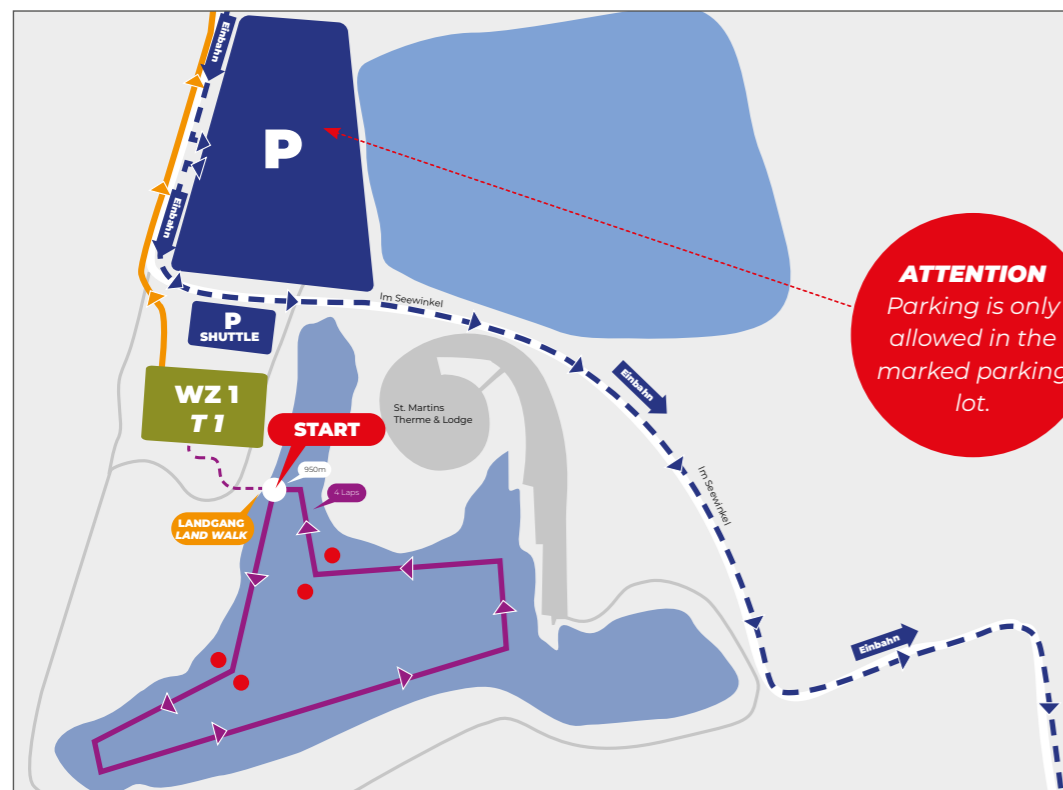 Einbahn
P
Einbahn
Im Seewinkel
P
SHUTTLE
ATTENTION
Parking is only
allowed in the
marked parking
lot.
Einbahn
WZ 1
T 1
St. Martins
Therme & Lodge
START
950m
4 Laps
Im Seewinkel
LANDGANG
LAND WALK
Einbahn